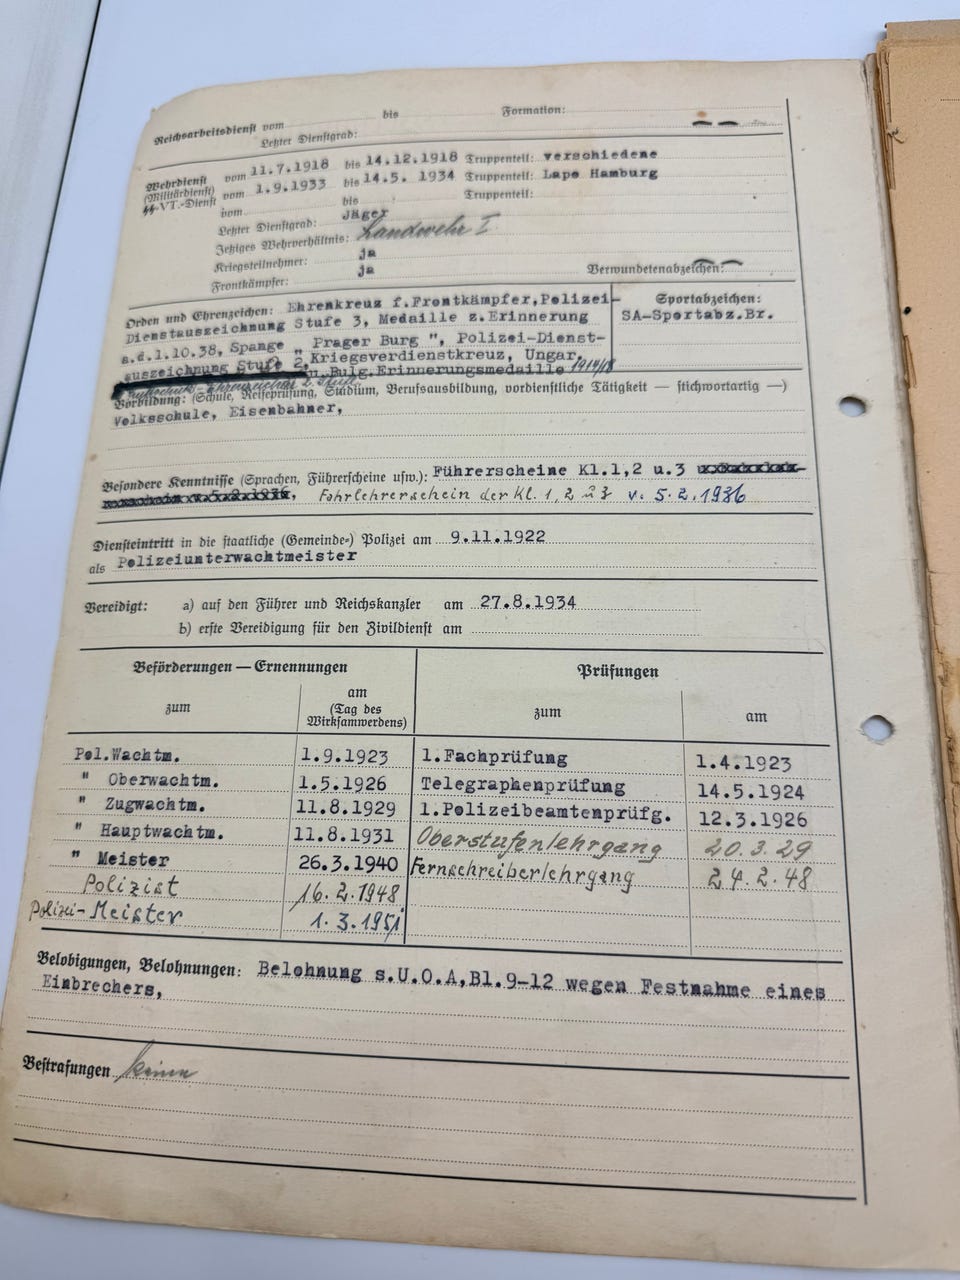 Reichsarbeitsdienst vom bis Formation:
Letzter Dienstgrad:
Wehrdienst vom 11.7.1918 bis 14.12.1918 Truppenteil: verschiedene
(Militärdienst) vom 1.9.1933 bis 14.5. 1934 Truppenteil: Lapo Hamburg
SS-VT.-Dienst vom bis Truppenteil:
Letzter Dienstgrad: Jäger
Jetziges Wehrverhältnis: Landwehr I
Kriegsteilnehmer: ja
Frontkämpfer: ja Verwundetenabzeichen:
Orden und Ehrenzeichen: Ehrenkreuz f.Frontkämpfer,Polizei-
Dienstauszeichnung Stufe 3, Medaille z.Erinnerung
a.d.1.10.38, Spange „ Prager Burg ", Polizei-Dienst-
auszeichnung Stufe 2,Kriegsverdienstkreuz, Ungar.
u.Bulg.Erinnerungsmedaille 1914/18
Sportabzeichen:
SA-Sportabz.Br.
Vorbildung: (Schule, Reifeprüfung, Studium, Berufsausbildung, vordienstliche Tätigkeit — stichwortartig —)
Volksschule, Eisenbahner,
Besondere Kenntnisse (Sprachen, Führerscheine usw.): Führerscheine Kl.1,2 u.3
Fahrlehrerschein der Kl. 1, 2 u 3 v. 5.2.1936
Diensteintritt in die staatliche (Gemeinde-) Polizei am 9.11.1922
als Polizeiunterwachtmeister
Vereidigt: a) auf den Führer und Reichskanzler am 27.8.1934
b) erste Vereidigung für den Zivildienst am
Beförderungen — Ernennungen Prüfungen
zum am (Tag des Wirksamwerdens) zum am
Pol.Wachtm. 1.9.1923 1.Fachprüfung 1.4.1923
" Oberwachtm. 1.5.1926 Telegraphenprüfung 14.5.1924
" Zugwachtm. 11.8.1929 1.Polizeibeamtenprüfg. 12.3.1926
" Hauptwachtm. 11.8.1931 Oberstufenlehrgang 20.3.29
" Meister 26.3.1940 Fernschreiberlehrgang 24.2.48
Polizist 16.2.1948
Polizei-Meister 1.3.1951
Belobigungen, Belohnungen: Belohnung s.U.O.A,Bl.9-12 wegen Festnahme eines
Einbrechers,
Bestrafungen keine